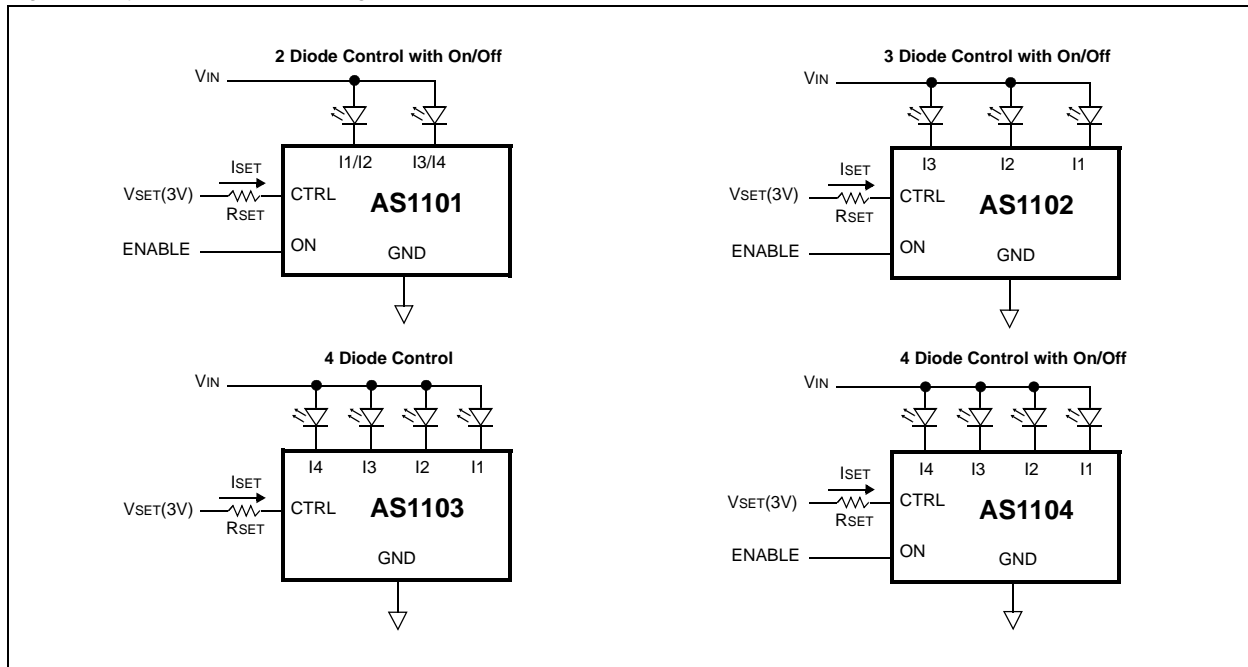 2 Diode Control with On/Off
VIN
I1/I2 I3/I4
ISET
VSET(3V)
RSET
CTRL
AS1101
ENABLE
ON
GND
3 Diode Control with On/Off
VIN
I3 I2 I1
ISET
VSET(3V)
RSET
CTRL
AS1102
ENABLE
ON
GND
4 Diode Control
VIN
I4 I3 I2 I1
ISET
VSET(3V)
RSET
CTRL
AS1103
GND
4 Diode Control with On/Off
VIN
I4 I3 I2 I1
ISET
VSET(3V)
RSET
CTRL
AS1104
ENABLE
ON
GND